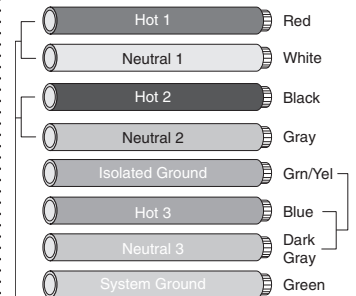 Hot 1 Red
Neutral 1 White
Hot 2 Black
Neutral 2 Gray
Isolated Ground Grn/Yel
Hot 3 Blue
Neutral 3 Dark
Gray
System Ground Green